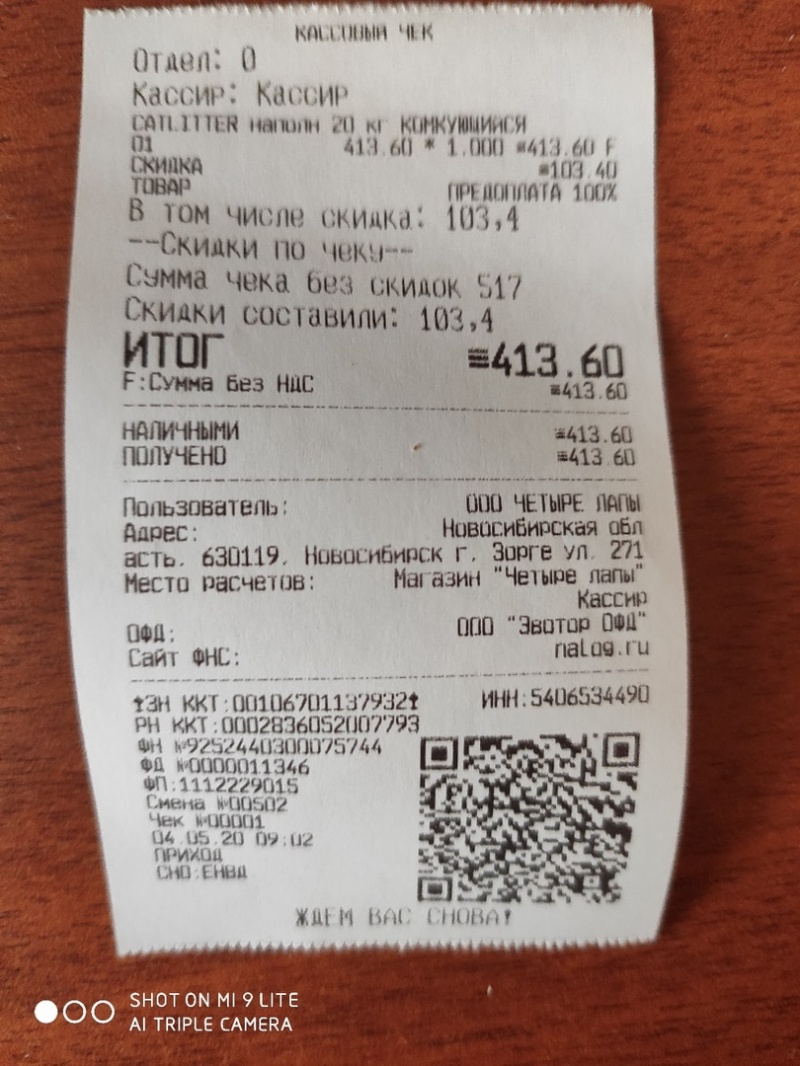 КАССОВЫЙ ЧЕК
Отдел: 0
Кассир: Кассир
CATLITTER наполн 20 кг КОМКУЮЩИЙСЯ
01 413.60 * 1.000 ≡413.60 F
СКИДКА ≡103.40
ТОВАР ПРЕДОПЛАТА 100%
В том числе скидка: 103,4
--Скидки по чеку--
Сумма чека без скидок 517
Скидки составили: 103,4
ИТОГ ≡413.60
F:Сумма без НДС ≡413.60
НАЛИЧНЫМИ ≡413.60
ПОЛУЧЕНО ≡413.60
Пользователь: ООО ЧЕТЫРЕ ЛАПЫ
Адрес: Новосибирская обл
асть, 630119, Новосибирск г, Зорге ул, 271
Место расчетов: Магазин "Четыре лапы"
Кассир
ОФД: ООО "Эвотор ОФД"
Сайт ФНС: nalog.ru
ЗН ККТ:00106701137932 ИНН:5406534490
РН ККТ:0002836052007793
ФН №9252440300075744
ФД №0000011346
ФП:1112229015
Смена №00502
Чек №00001
04.05.20 09:02
ПРИХОД
СНО:ЕНВД
ЖДЕМ ВАС СНОВА!
SHOT ON MI 9 LITE
AI TRIPLE CAMERA